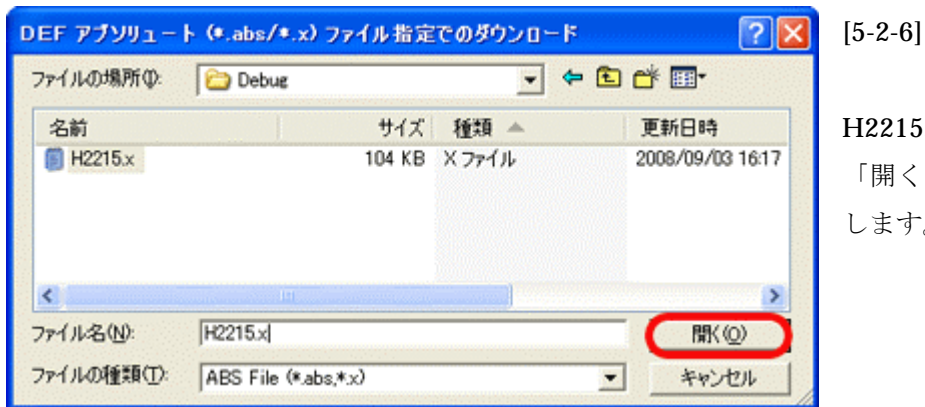 DEF アブソリュート (*.abs/*.x) ファイル指定でのダウンロード
[5-2-6]
ファイルの場所(I):
Debug
名前 サイズ 種類 更新日時
H2215
H2215.x 104 KB X ファイル 2008/09/03 16:17
「開く
します。
ファイル名(N): H2215.x 開く(O)
ファイルの種類(T): ABS File (*.abs,*.x) キャンセル